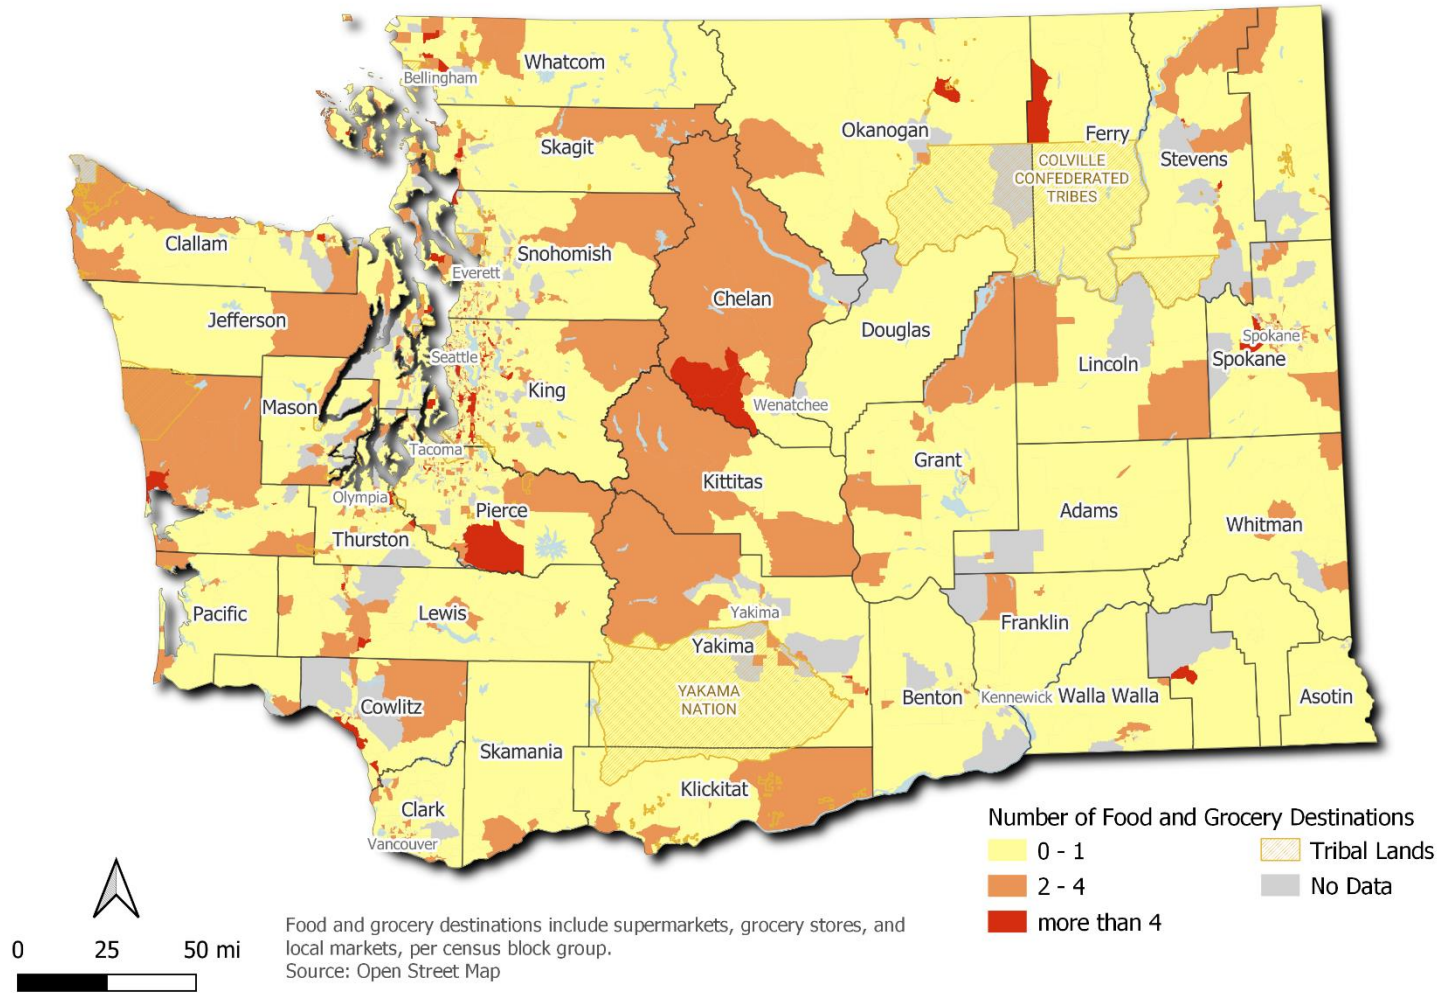 Whatcom
Bellingham
Okanogan
Ferry
Skagit
Stevens
COLVILLE
CONFEDERATED
TRIBES
Clallam
Snohomish
Everett
Chelan
Jefferson
Douglas
Seattle
Spokane
Lincoln
Spokane
King
Mason
Wenatchee
Tacoma
Grant
Kittitas
Olympia
Pierce
Adams
Whitman
Thurston
Pacific
Lewis
Yakima
Franklin
Yakima
YAKAMA
NATION
Benton
Kennewick
Walla Walla
Asotin
Cowlitz
Skamania
Klickitat
Clark
Vancouver
Number of Food and Grocery Destinations
0 - 1
Tribal Lands
2 - 4
No Data
more than 4
0 25 50 mi
Food and grocery destinations include supermarkets, grocery stores, and
local markets, per census block group.
Source: Open Street Map